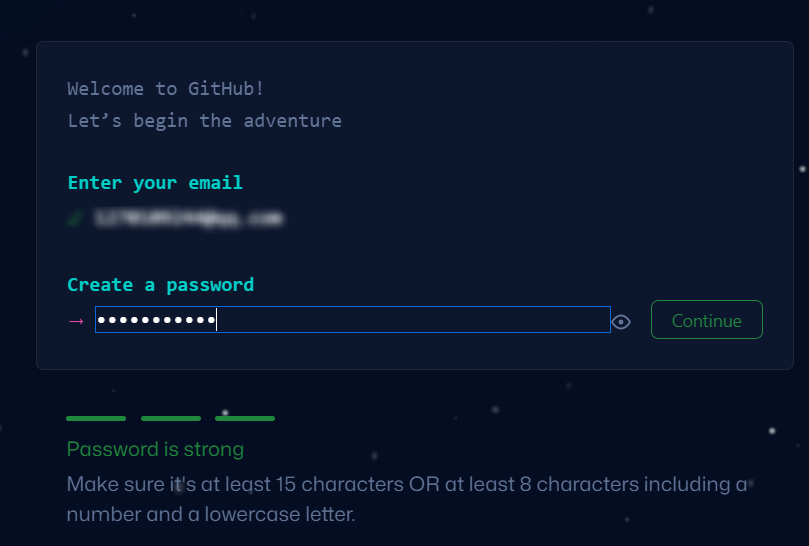 Welcome to GitHub!
Let’s begin the adventure
Enter your email
✓
Create a password
→ ••••••••••• Continue
Password is strong
Make sure it's at least 15 characters OR at least 8 characters including a
number and a lowercase letter.